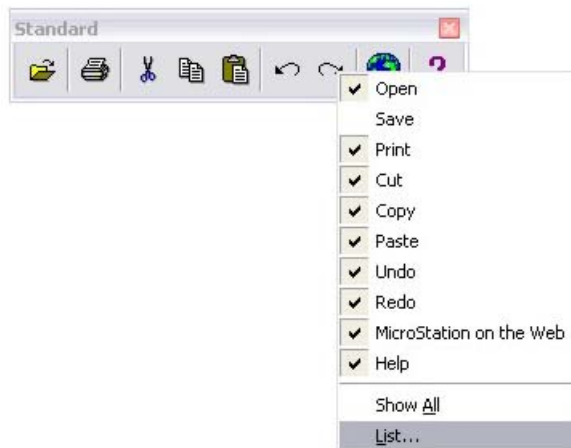 Standard
Open
Save
Print
Cut
Copy
Paste
Undo
Redo
MicroStation on the Web
Help
Show All
List...